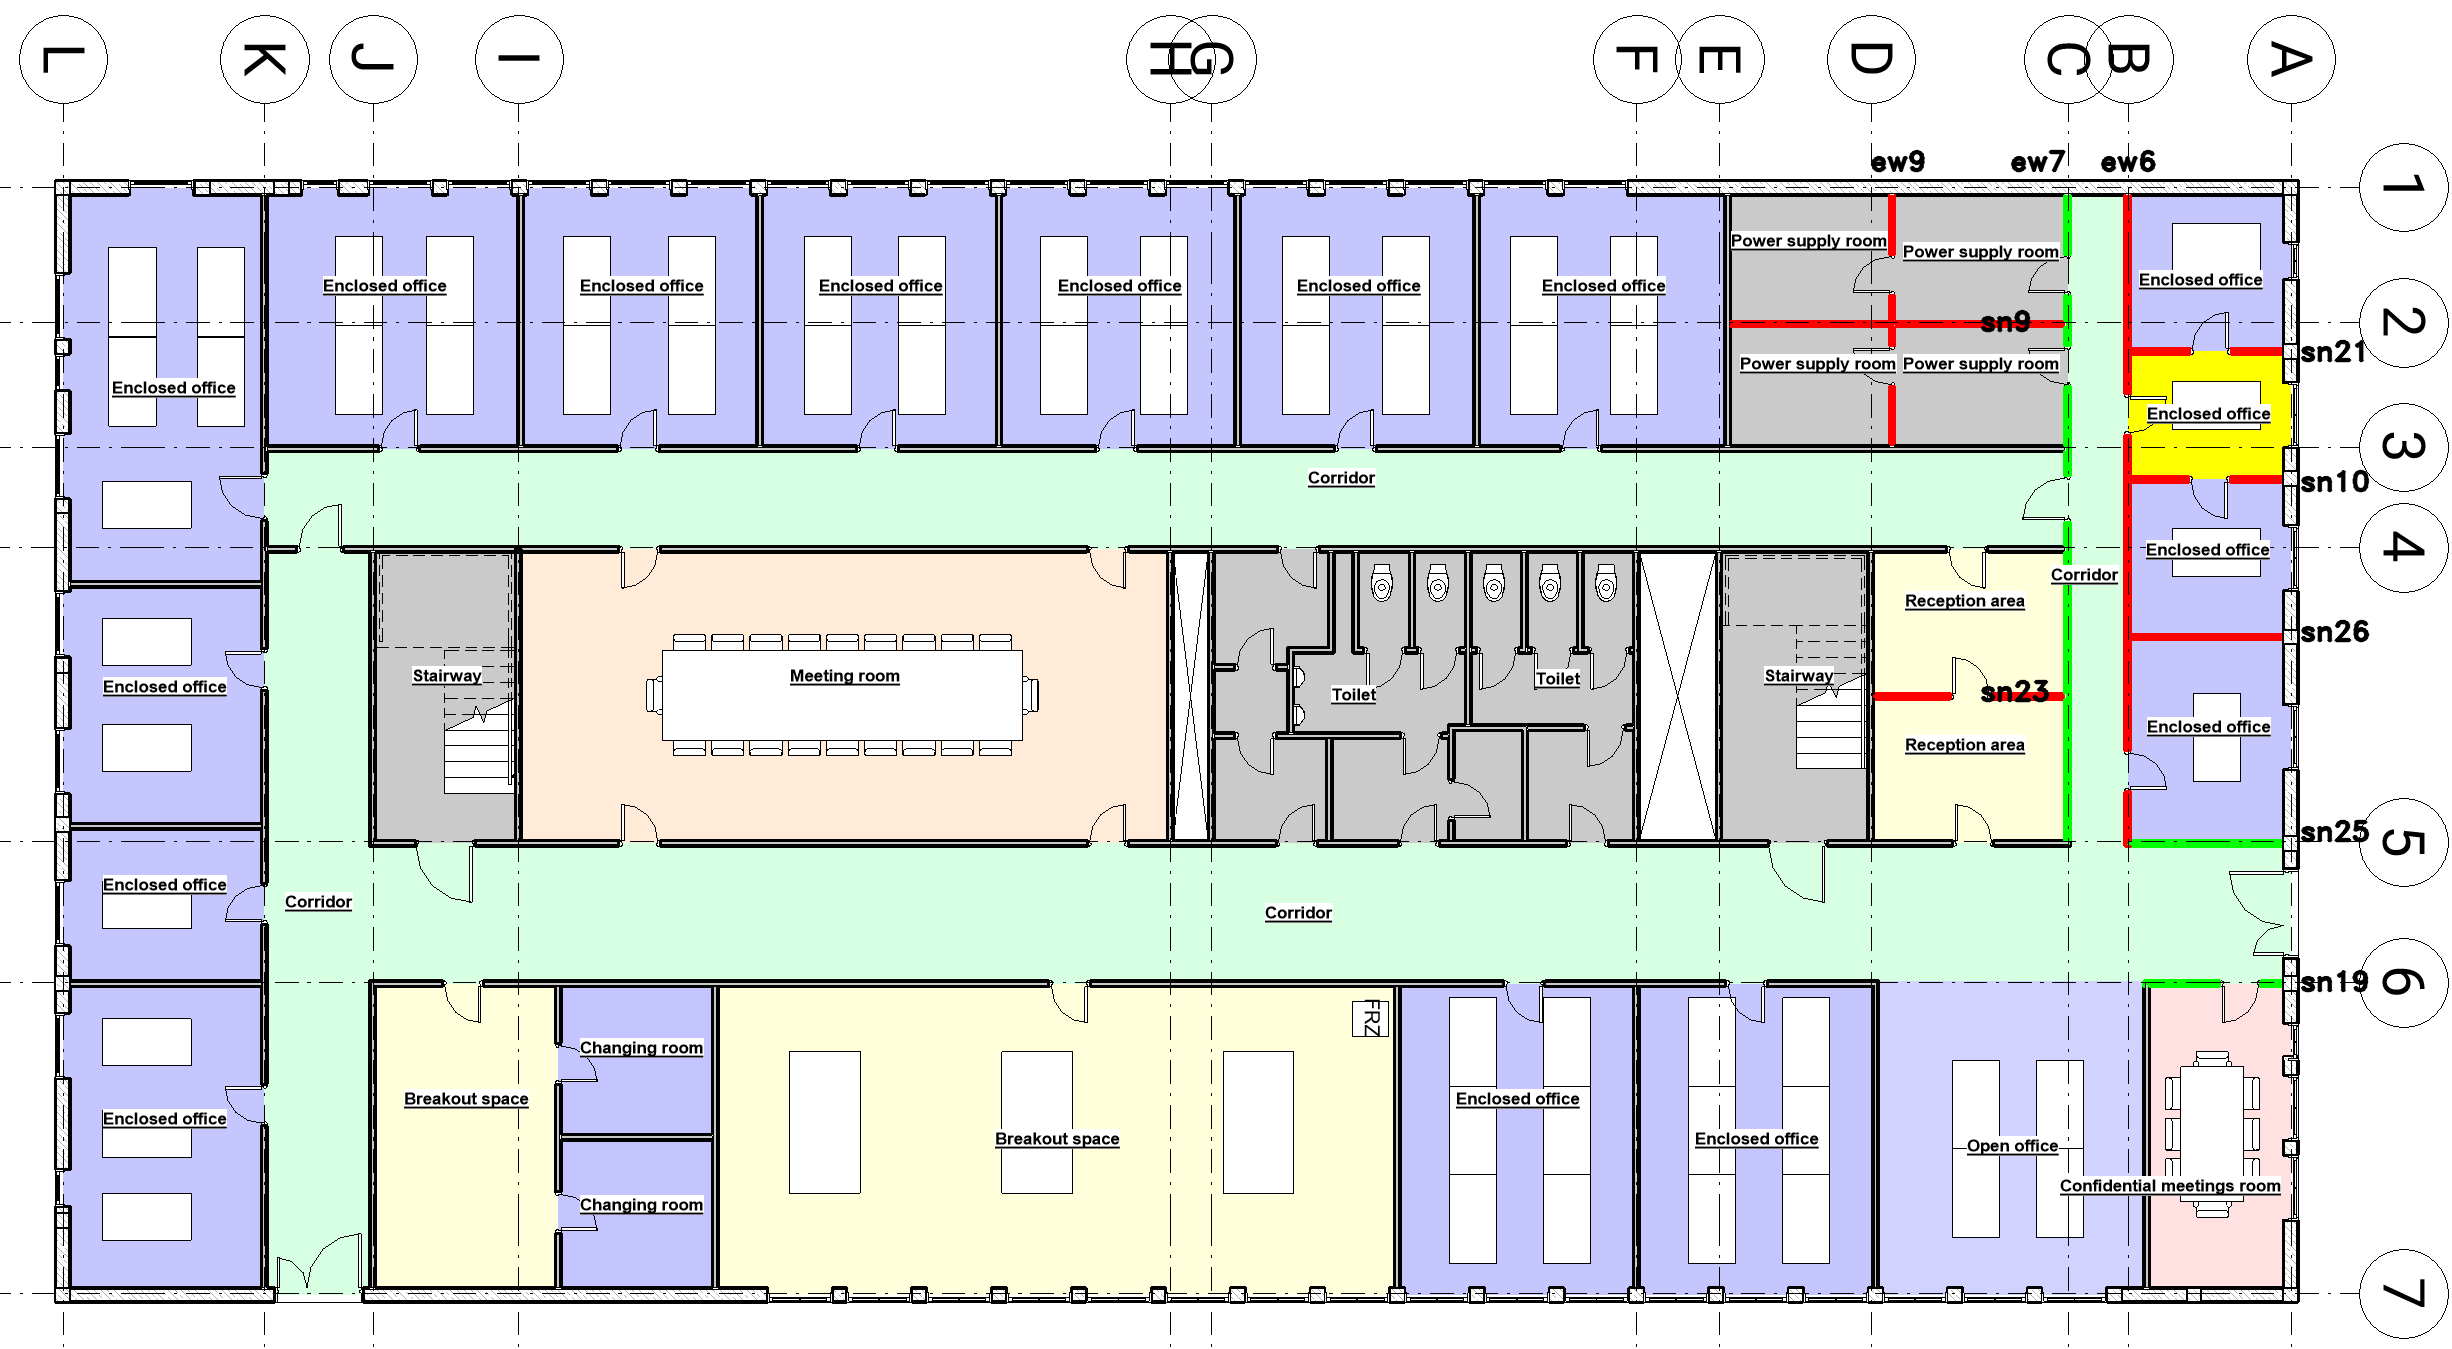 L K J I H G F E D C B A
ew9 ew7 ew6
1
Power supply room
Power supply room
Enclosed office
Enclosed office
Enclosed office
Enclosed office
Enclosed office
Enclosed office
Enclosed office
sn9
2
sn21
Power supply room
Power supply room
Enclosed office
Enclosed office
3
Corridor
sn10
4
Enclosed office
Corridor
Reception area
sn26
Stairway
Meeting room
Toilet
Toilet
Stairway
sn23
Enclosed office
Enclosed office
Reception area
sn25
5
Enclosed office
Corridor
Corridor
sn19
6
FRZ
Changing room
Breakout space
Enclosed office
Enclosed office
Breakout space
Enclosed office
Open office
Confidential meetings room
Changing room
7